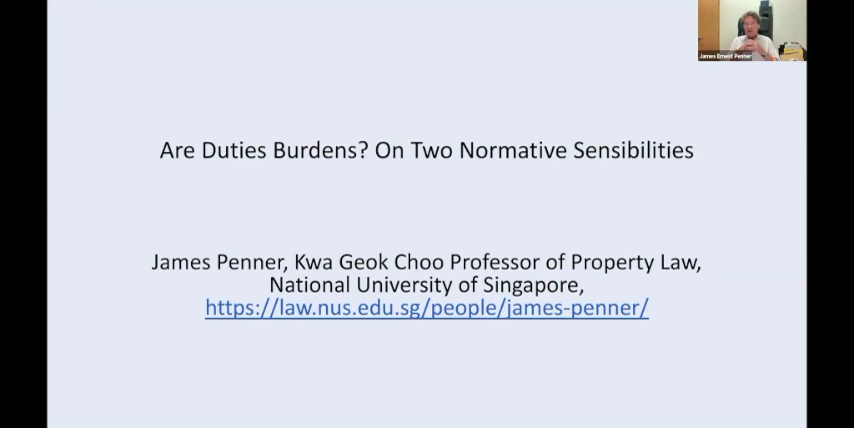 James Ernest Penner
Are Duties Burdens? On Two Normative Sensibilities
James Penner, Kwa Geok Choo Professor of Property Law,
National University of Singapore,
https://law.nus.edu.sg/people/james-penner/